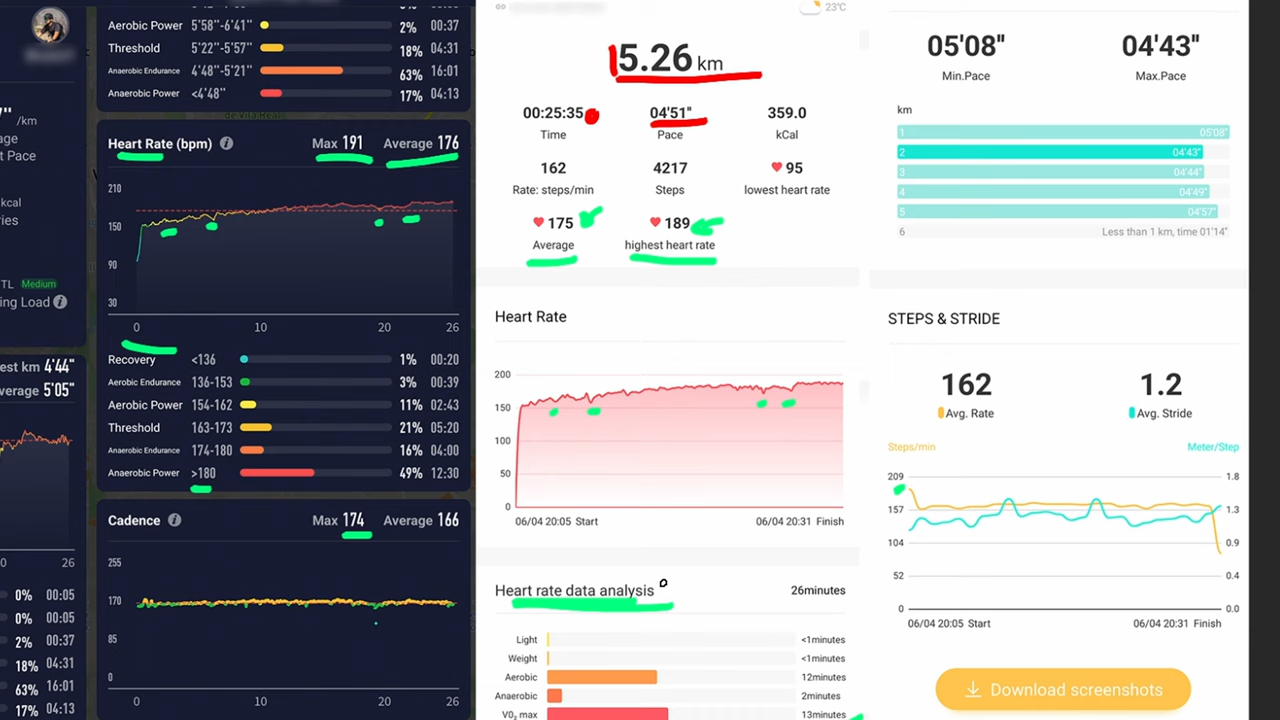 robic Power 5'58"-6'41" 2% 00:37
Threshold 5'22"-5'57" 18% 04:31
Anaerobic Endurance 4'48"-5'21" 63% 16:01
Anaerobic Power <4'48" 17% 04:13
/km
age
t Pace
kcal
ries
TL Medium
ing Load
est km 4'44"
verage 5'05"
26
0% 00:05
0% 00:05
2% 00:37
18% 04:31
63% 16:01
17% 04:13
Heart Rate (bpm) Max 191 Average 176
210
150
90
30
0 10 20 26
Recovery <136 1% 00:20
Aerobic Endurance 136-153 3% 00:39
Aerobic Power 154-162 11% 02:43
Threshold 163-173 21% 05:20
Anaerobic Endurance 174-180 16% 04:00
Anaerobic Power >180 49% 12:30
Cadence Max 174 Average 166
255
170
85
0
0 10 20 26
23°C
5.26 km
00:25:35 04'51" 359.0
Time Pace kCal
162 4217 95
Rate: steps/min Steps lowest heart rate
175 189
Average highest heart rate
Heart Rate
200
150
100
50
0
06/04 20:05 Start 06/04 20:31 Finish
Heart rate data analysis 26minutes
Light <1minutes
Weight <1minutes
Aerobic 12minutes
Anaerobic 2minutes
VO₂ max 13minutes
05'08" 04'43"
Min.Pace Max.Pace
km
1 05'08"
2 04'43"
3 04'44"
4 04'49"
5 04'57"
6 Less than 1 km, time 01'14"
STEPS & STRIDE
162 1.2
Avg. Rate Avg. Stride
Steps/min Meter/Step
209 1.8
157 1.3
104 0.9
52 0.4
0 0.0
06/04 20:05 Start 06/04 20:31 Finish
Download screenshots